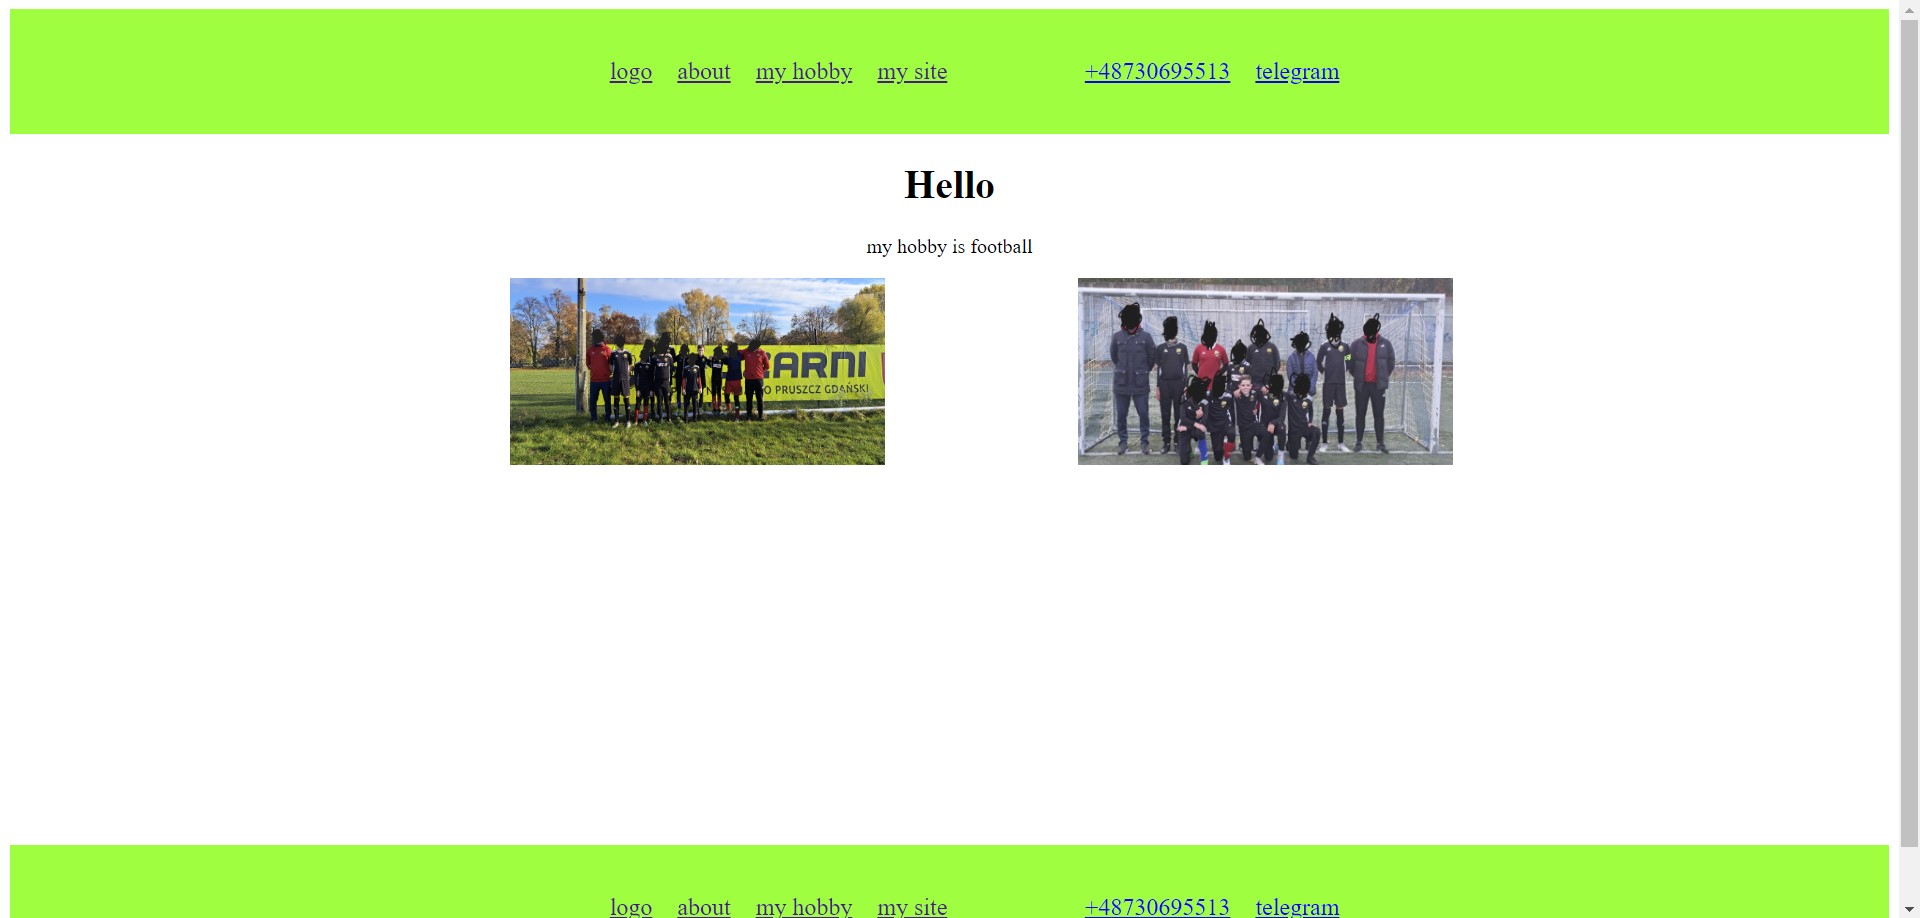 logo about my hobby my site +48730695513 telegram
Hello
my hobby is football
ARNI
O PRUSZCZ GDAŃSKI
logo about my hobby my site +48730695513 telegram